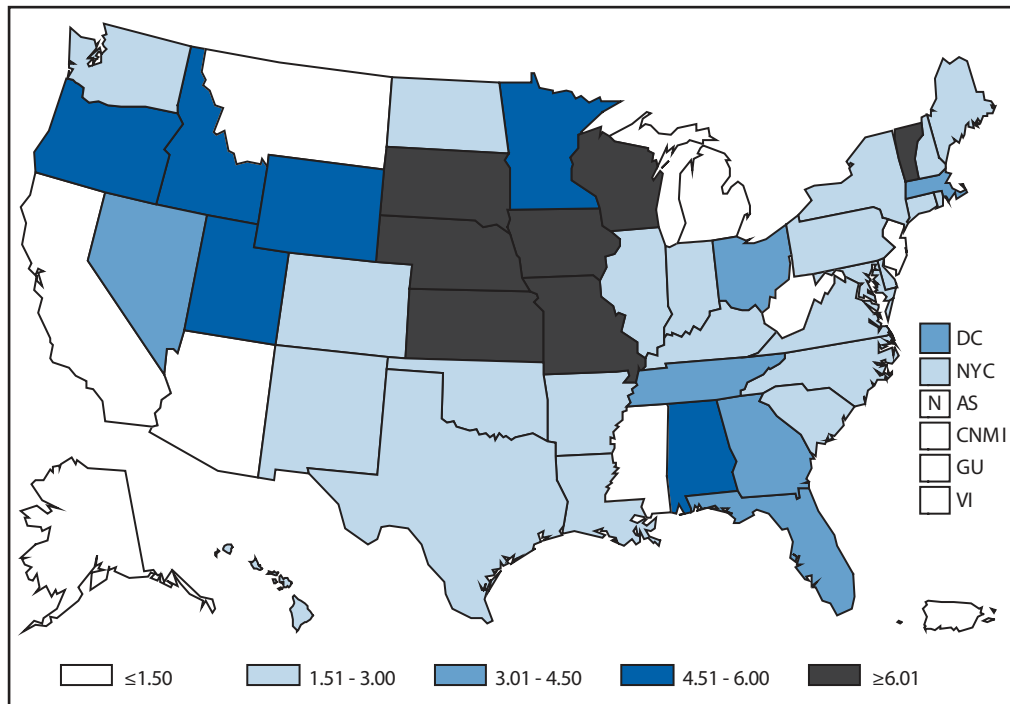 DC
NYC
N AS
CNMI
GU
VI
≤1.50 1.51 - 3.00 3.01 - 4.50 4.51 - 6.00 ≥6.01